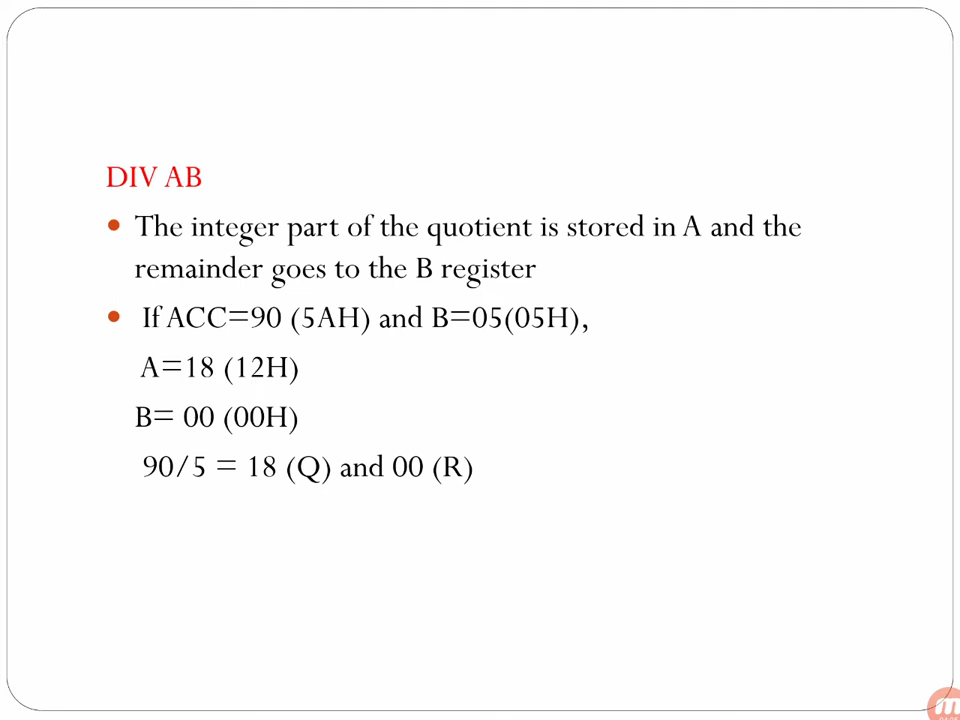 DIV AB
• The integer part of the quotient is stored in A and the
remainder goes to the B register
• If ACC=90 (5AH) and B=05(05H),
A=18 (12H)
B= 00 (00H)
90/5 = 18 (Q) and 00 (R)